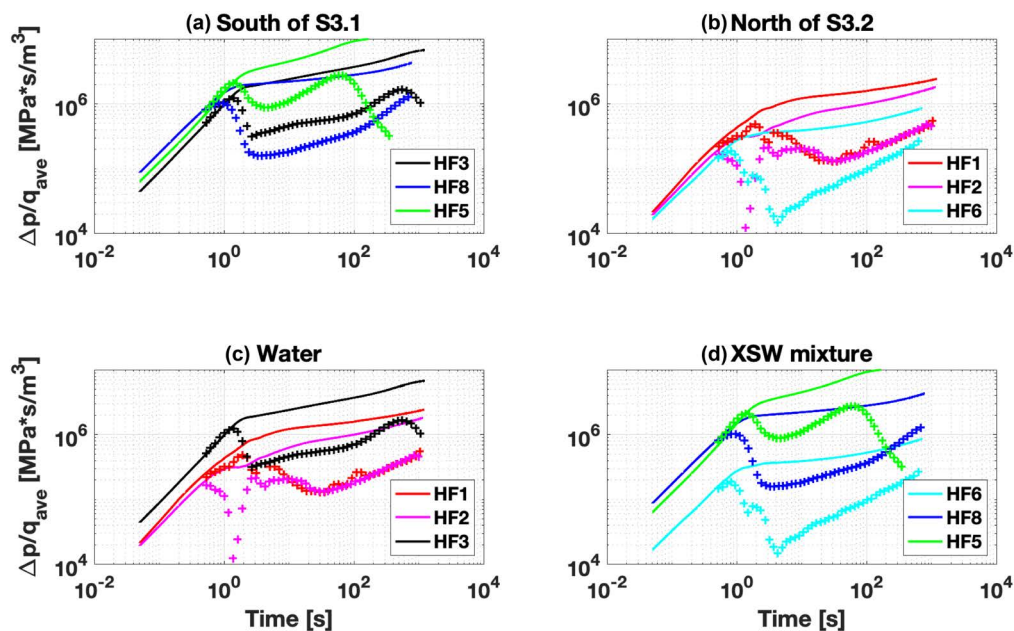 (a) South of S3.1
(b) North of S3.2
Δp/q_ave [MPa*s/m³]
10⁶
10⁴
HF3
HF8
HF5
10⁻²
10⁰
10²
10⁴
10⁶
10⁴
HF1
HF2
HF6
10⁻²
10⁰
10²
10⁴
(c) Water
(d) XSW mixture
Δp/q_ave [MPa*s/m³]
10⁶
10⁴
HF1
HF2
HF3
10⁻²
10⁰
10²
10⁴
Time [s]
10⁶
10⁴
HF6
HF8
HF5
10⁻²
10⁰
10²
10⁴
Time [s]